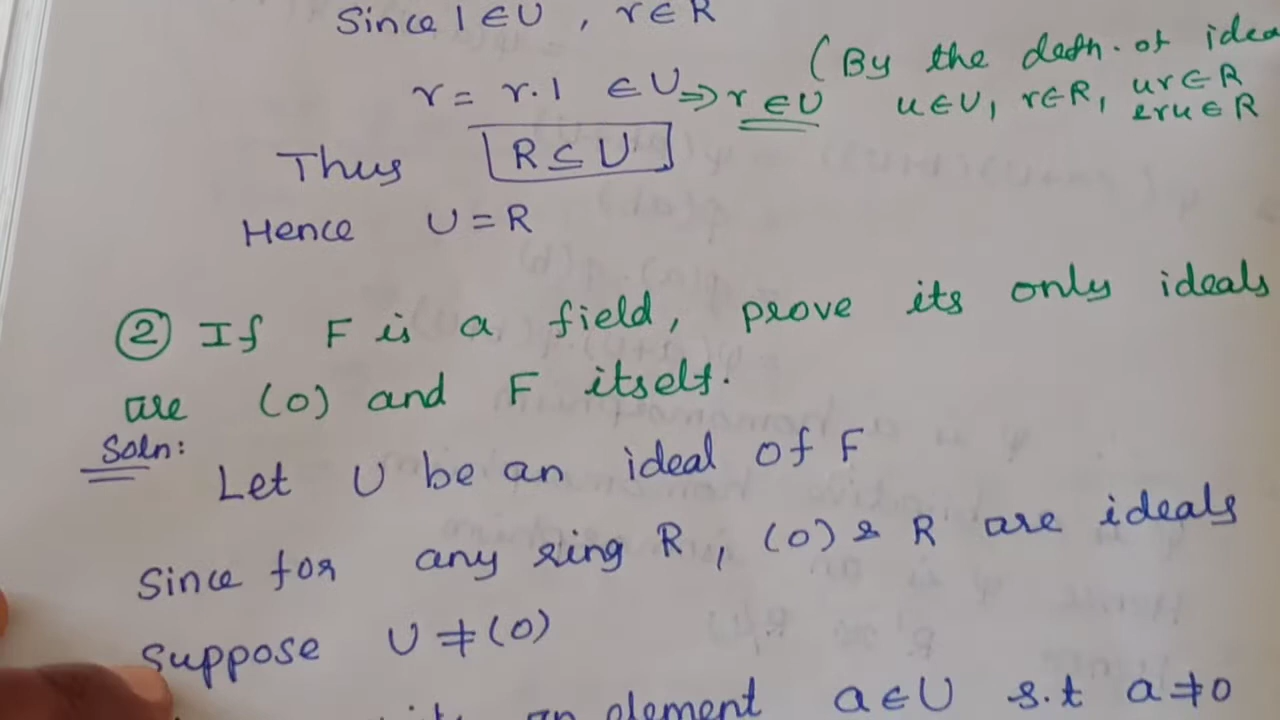 Since 1 ∈ U , r ∈ R
r = r.1 ∈ U ⇒ r ∈ U
(By the defn. of idea
u ∈ U, r ∈ R, ur ∈ R
& ru ∈ R
Thus R ⊆ U
Hence U = R
② If F is a field, prove its only ideals
are (0) and F itself.
Soln:
Let U be an ideal of F
Since for any ring R, (0) & R are ideals
Suppose U ≠ (0)
an element a ∈ U s.t a ≠ 0